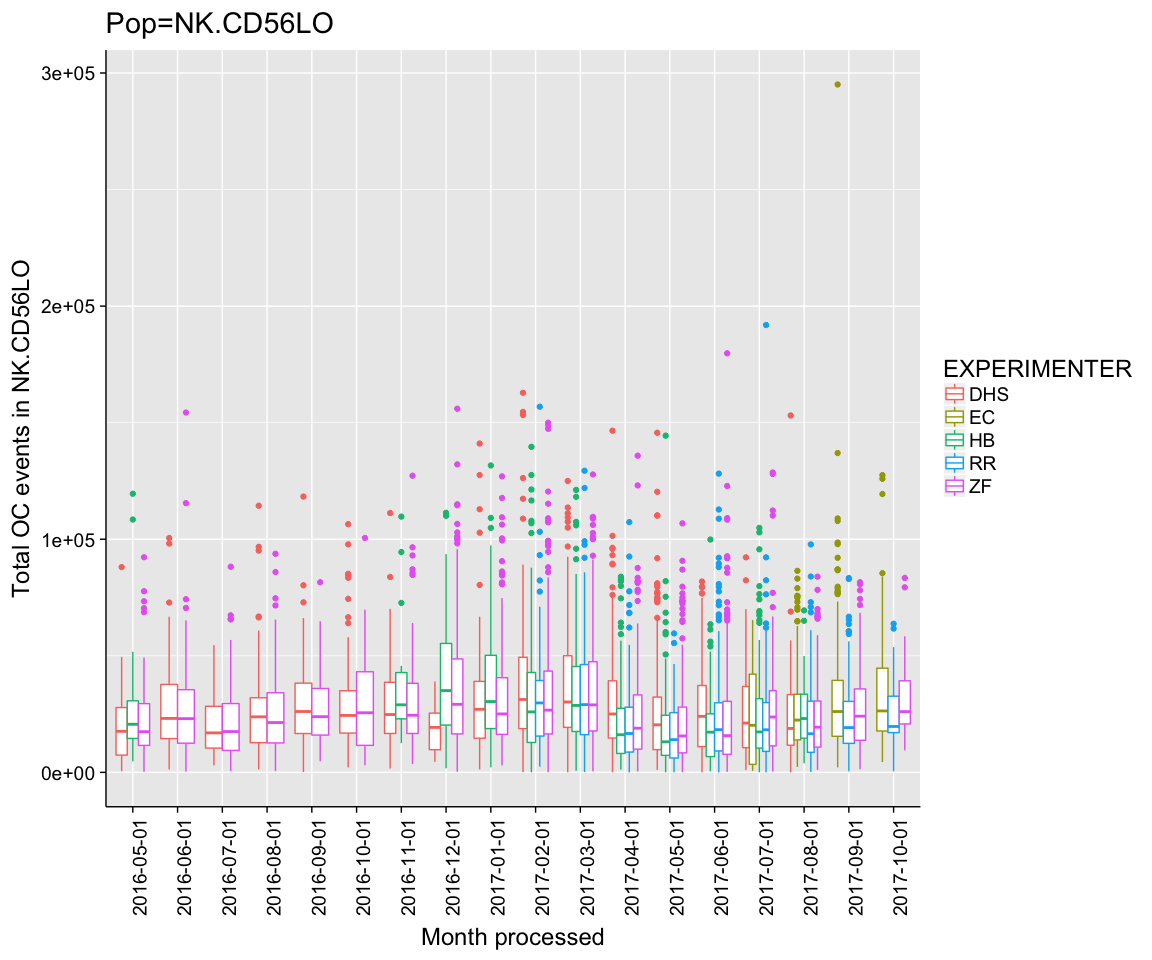 Pop=NK.CD56LO
Total OC events in NK.CD56LO
3e+05
2e+05
1e+05
0e+00
2016-05-01
2016-06-01
2016-07-01
2016-08-01
2016-09-01
2016-10-01
2016-11-01
2016-12-01
2017-01-01
2017-02-01
2017-03-01
2017-04-01
2017-05-01
2017-06-01
2017-07-01
2017-08-01
2017-09-01
2017-10-01
Month processed
EXPERIMENTER
DHS
EC
HB
RR
ZF